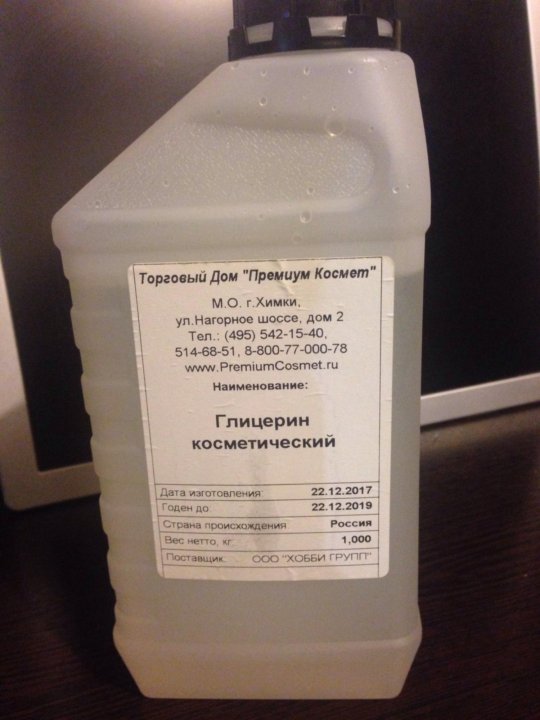 Торговый Дом "Премиум Космет"
М.О. г.Химки,
ул.Нагорное шоссе, дом 2
Тел.: (495) 542-15-40,
514-68-51, 8-800-77-000-78
www.PremiumCosmet.ru
Наименование:
Глицерин
косметический
Дата изготовления: 22.12.2017
Годен до: 22.12.2019
Страна происхождения: Россия
Вес нетто, кг: 1,000
Поставщик: ООО "ХОББИ ГРУПП"